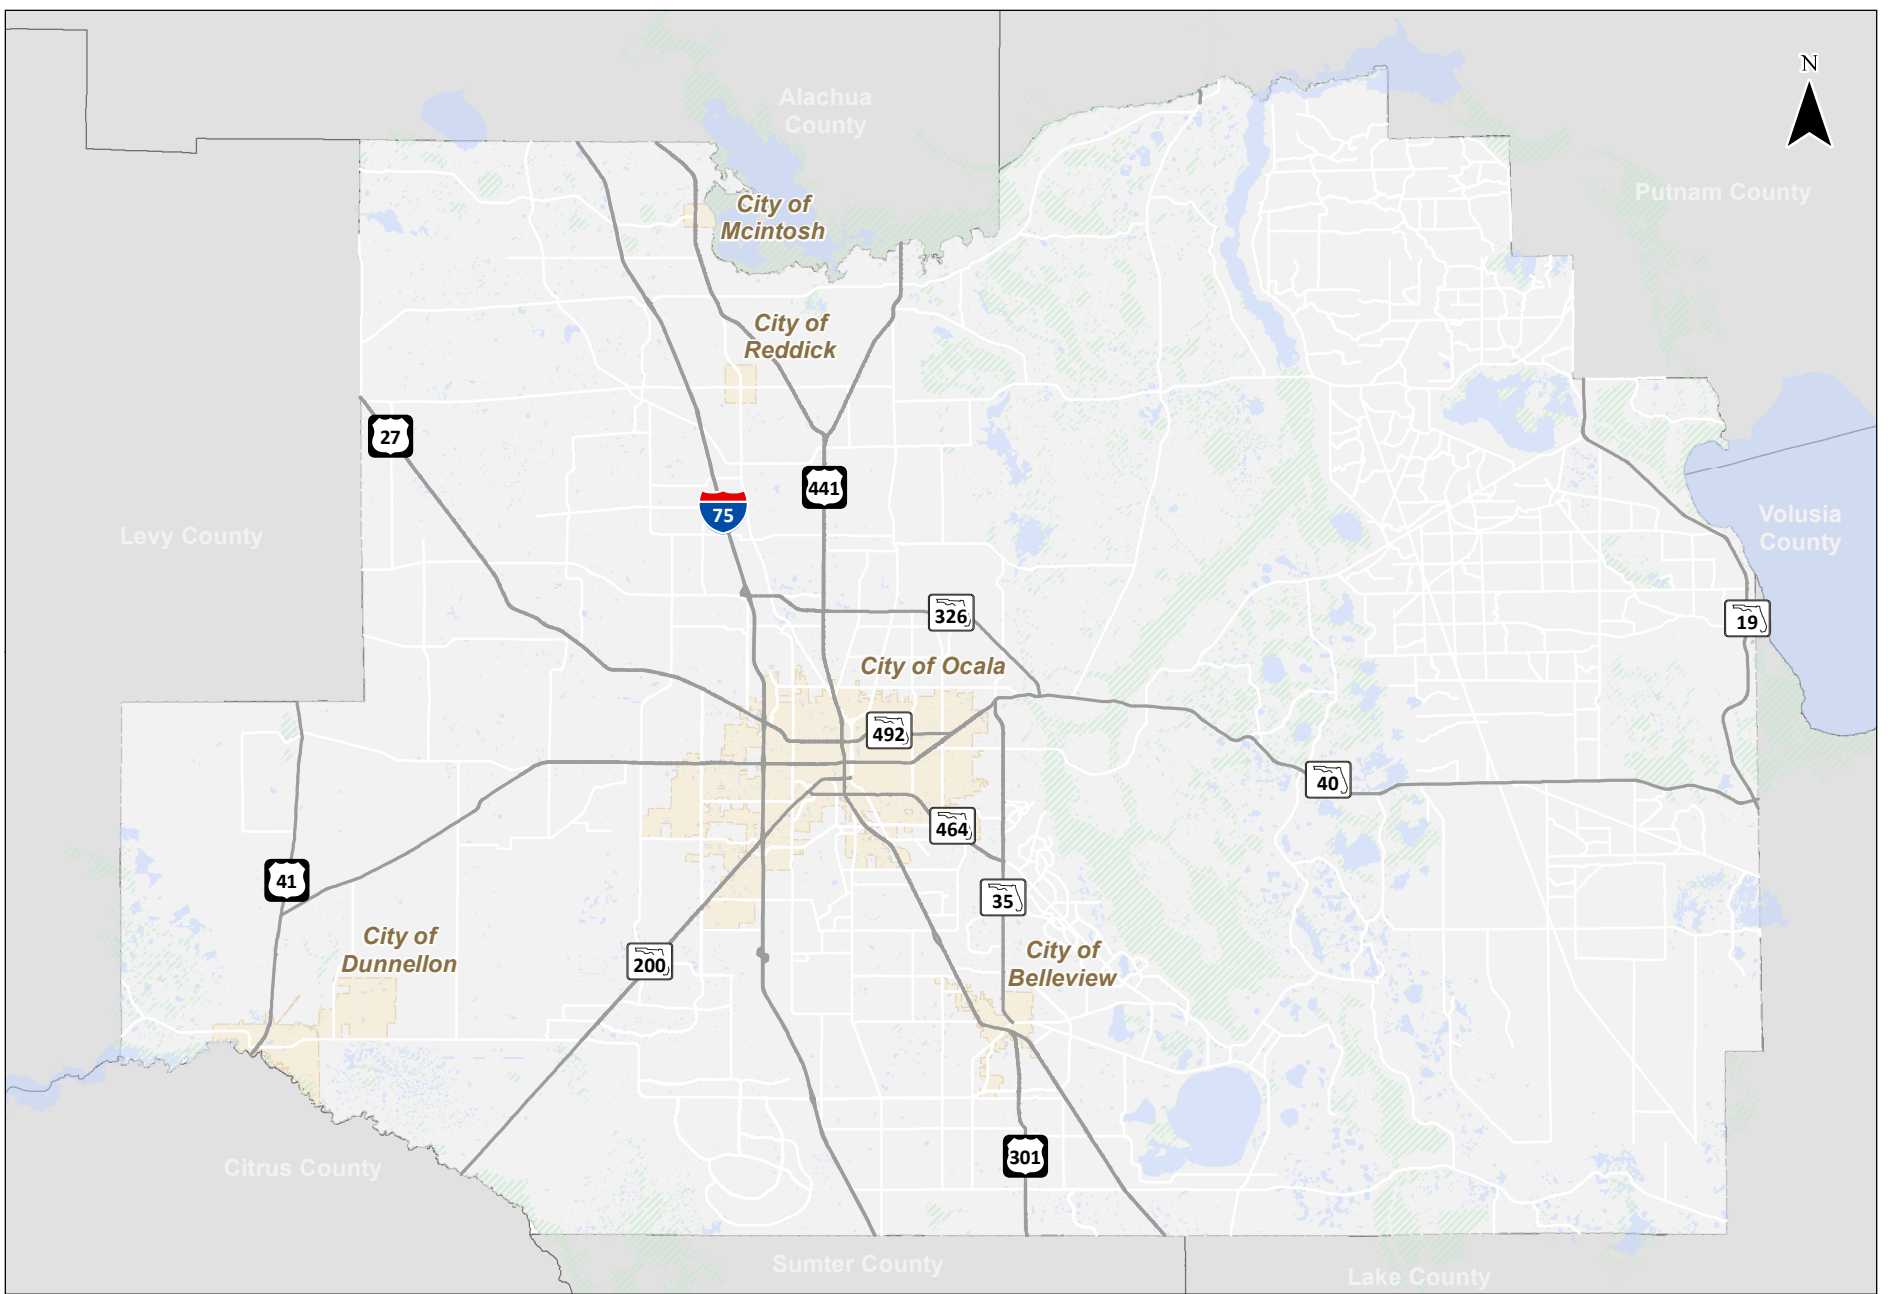 N
Alachua
County
Putnam County
City of
Mcintosh
City of
Reddick
27
441
75
Levy County
Volusia
County
326
19
City of Ocala
492
40
464
41
35
City of
Dunnellon
200
City of
Belleview
301
Citrus County
Sumter County
Lake County